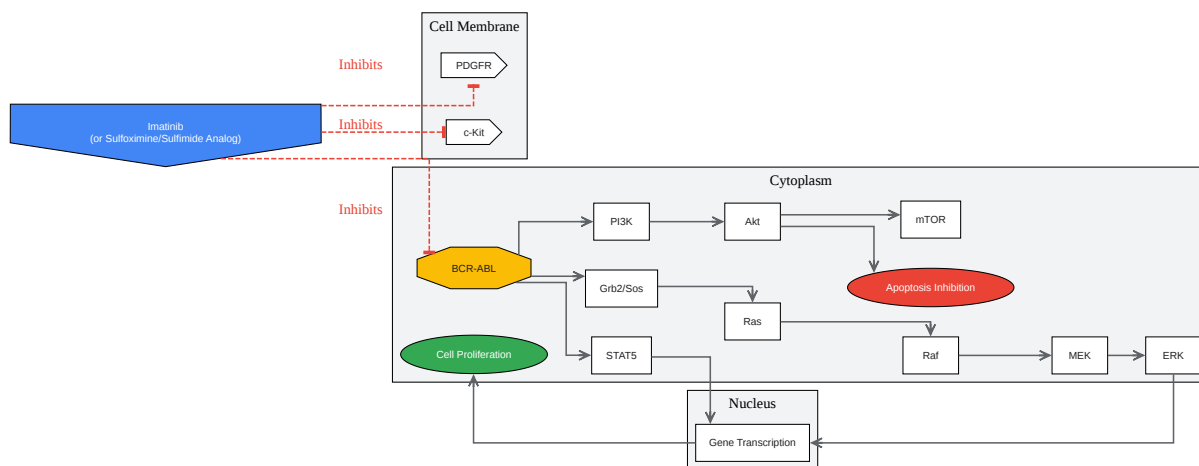 Cell Membrane
Inhibits
PDGFR
Imatinib
(or Sulfoximine/Sulfimide Analog)
Inhibits
c-Kit
Cytoplasm
Inhibits
PI3K
Akt
mTOR
BCR-ABL
Grb2/Sos
Apoptosis Inhibition
Ras
Cell Proliferation
STAT5
Raf
MEK
ERK
Nucleus
Gene Transcription